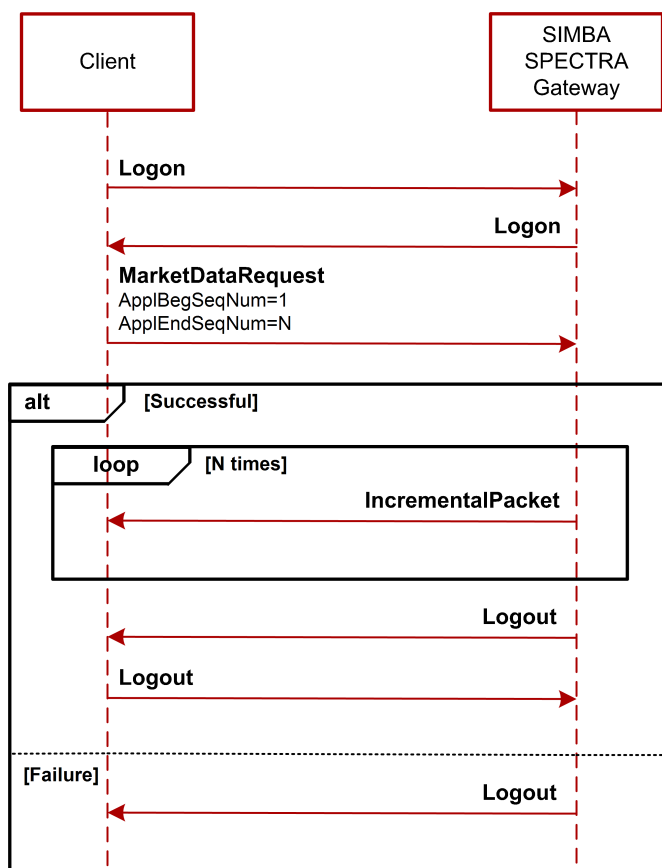 Client
SIMBA
SPECTRA
Gateway
Logon
Logon
MarketDataRequest
ApplBegSeqNum=1
ApplEndSeqNum=N
alt
[Successful]
loop
[N times]
IncrementalPacket
Logout
Logout
[Failure]
Logout